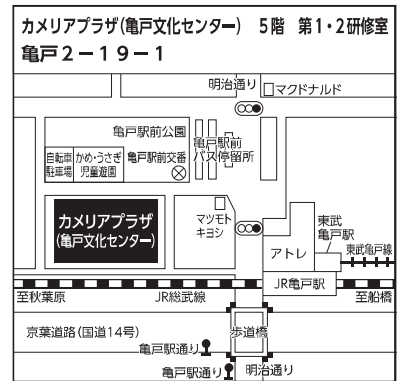 カメリアプラザ(亀戸文化センター)　5階　第1・2研修室
亀戸2－19－1
明治通り
マクドナルド
亀戸駅前公園
亀戸駅前
バス停留所
自転車
駐車場
かめ・うさぎ
児童遊園
亀戸駅前交番
カメリアプラザ
(亀戸文化センター)
マツモト
キヨシ
東武
亀戸駅
アトレ
東武亀戸線
JR亀戸駅
至秋葉原
JR総武線
至船橋
京葉道路(国道14号)
歩道橋
亀戸駅通り
亀戸駅通り
明治通り